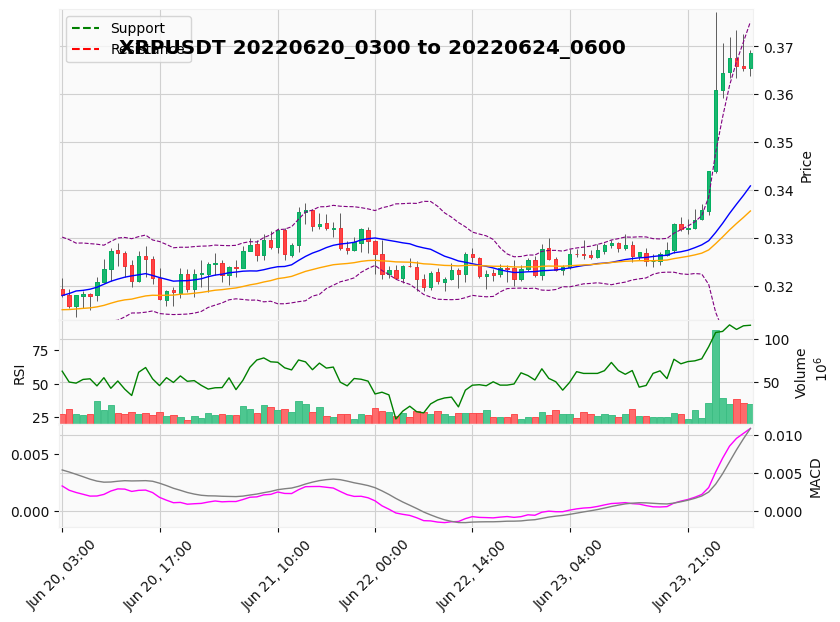 XRPUSDT 20220620_0300 to 20220624_0600
Support
Resistance
0.37
0.36
0.35
0.34
0.33
0.32
Price
75
50
25
RSI
100
50
Volume
10^6
0.005
0.000
0.010
0.005
0.000
MACD
Jun 20, 03:00
Jun 20, 17:00
Jun 21, 10:00
Jun 22, 00:00
Jun 22, 14:00
Jun 23, 04:00
Jun 23, 21:00